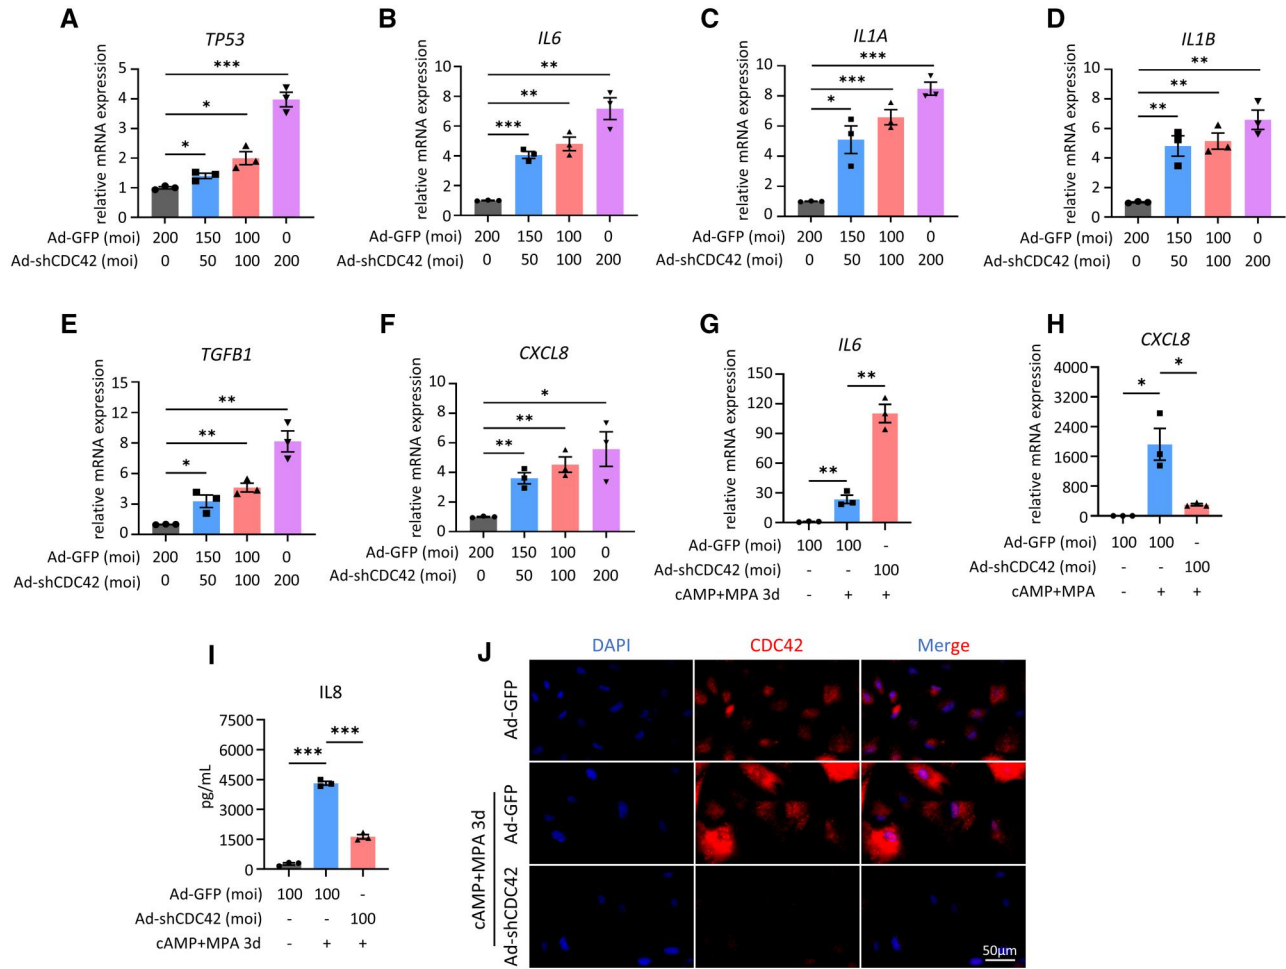 A
TP53
relative mRNA expression
5
4
3
2
1
0
***
*
*
Ad-GFP (moi) 200 150 100 0
Ad-shCDC42 (moi) 0 50 100 200
B
IL6
relative mRNA expression
10
8
6
4
2
0
**
**
***
200 150 100 0
0 50 100 200
C
IL1A
relative mRNA expression
10
8
6
4
2
0
***
***
*
Ad-GFP (moi) 200 150 100 0
Ad-shCDC42 (moi) 0 50 100 200
D
IL1B
relative mRNA expression
10
8
6
4
2
0
**
**
**
Ad-GFP (moi) 200 150 100 0
Ad-shCDC42 (moi) 0 50 100 200
E
TGFB1
relative mRNA expression
15
12
8
6
3
0
**
**
*
Ad-GFP (moi) 200 150 100 0
Ad-shCDC42 (moi) 0 50 100 200
F
CXCL8
relative mRNA expression
10
8
6
4
2
0
*
**
**
Ad-GFP (moi) 200 150 100 0
Ad-shCDC42 (moi) 0 50 100 200
G
IL6
relative mRNA expression
150
120
90
60
30
0
**
**
Ad-GFP (moi) 100 100 -
Ad-shCDC42 (moi) - - 100
cAMP+MPA 3d - + +
H
CXCL8
relative mRNA expression
4000
3200
2400
1600
800
0
*
*
Ad-GFP (moi) 100 100 -
Ad-shCDC42 (moi) - - 100
cAMP+MPA - + +
I
IL8
pg/mL
7500
6000
4500
3000
1500
0
***
***
Ad-GFP (moi) 100 100 -
Ad-shCDC42 (moi) - - 100
cAMP+MPA 3d - + +
J
DAPI CDC42 Merge
Ad-GFP
cAMP+MPA 3d
Ad-GFP
Ad-shCDC42
50μm